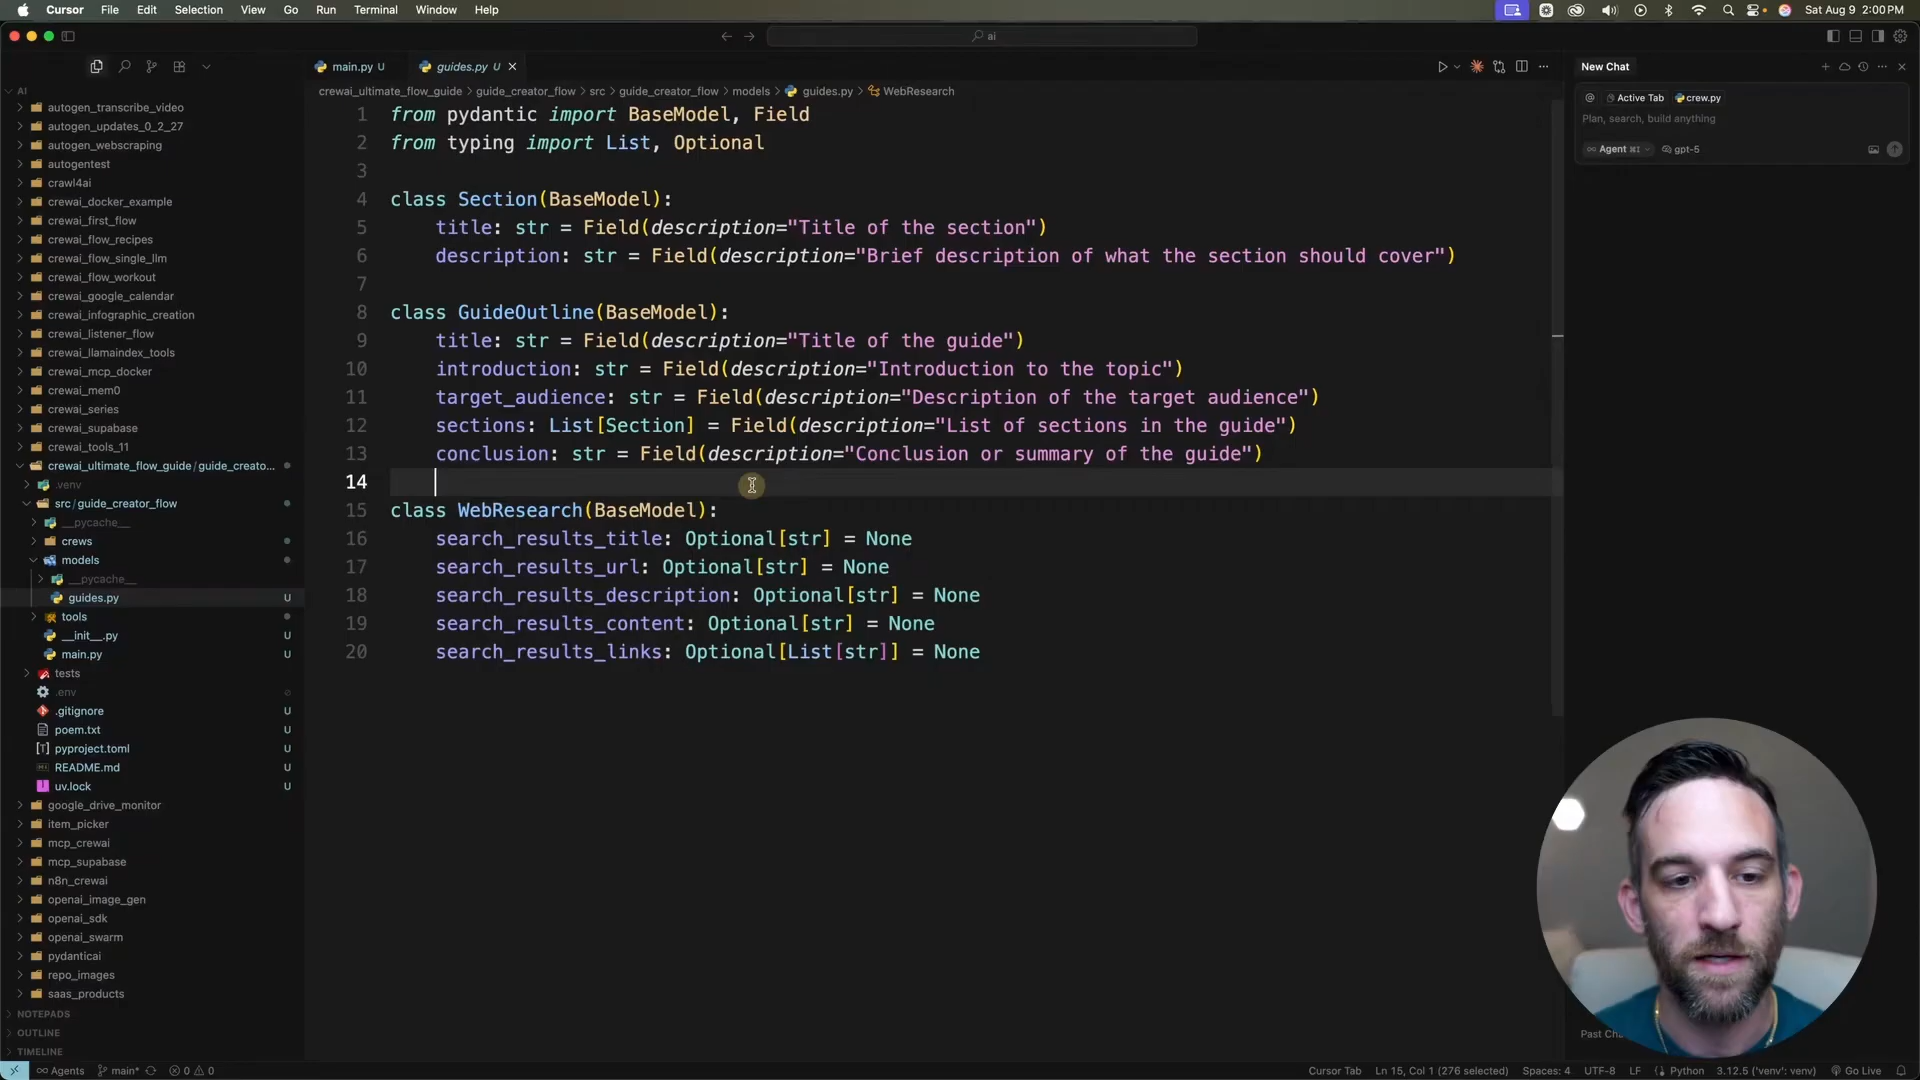 Cursor File Edit Selection View Go Run Terminal Window Help Sat Aug 9 2:00 PM
ai
main.py U guides.py U
New Chat
crewai_ultimate_flow_guide > guide_creator_flow > src > guide_creator_flow > models > guides.py > WebResearch
Active Tab crew.py
Plan, search, build anything
Agent ⌘I gpt-5
AI
autogen_transcribe_video
autogen_updates_0_2_27
autogen_webscraping
autogentest
crawl4ai
crewai_docker_example
crewai_first_flow
crewai_flow_recipes
crewai_flow_single_llm
crewai_flow_workout
crewai_google_calendar
crewai_infographic_creation
crewai_listener_flow
crewai_llamaindex_tools
crewai_mcp_docker
crewai_mem0
crewai_series
crewai_supabase
crewai_tools_11
crewai_ultimate_flow_guide / guide_creato...
.venv
src / guide_creator_flow
__pycache__
crews
models
__pycache__
guides.py U
tools
__init__.py U
main.py U
tests
.env
.gitignore U
poem.txt U
pyproject.toml U
README.md U
uv.lock U
google_drive_monitor
item_picker
mcp_crewai
mcp_supabase
n8n_crewai
openai_image_gen
openai_sdk
openai_swarm
pydanticai
repo_images
saas_products
NOTEPADS
OUTLINE
TIMELINE
1 from pydantic import BaseModel, Field
2 from typing import List, Optional
3
4 class Section(BaseModel):
5 title: str = Field(description="Title of the section")
6 description: str = Field(description="Brief description of what the section should cover")
7
8 class GuideOutline(BaseModel):
9 title: str = Field(description="Title of the guide")
10 introduction: str = Field(description="Introduction to the topic")
11 target_audience: str = Field(description="Description of the target audience")
12 sections: List[Section] = Field(description="List of sections in the guide")
13 conclusion: str = Field(description="Conclusion or summary of the guide")
14
15 class WebResearch(BaseModel):
16 search_results_title: Optional[str] = None
17 search_results_url: Optional[str] = None
18 search_results_description: Optional[str] = None
19 search_results_content: Optional[str] = None
20 search_results_links: Optional[List[str]] = None
Past Ch
Agents main* 0 0 Cursor Tab Ln 15, Col 1 (276 selected) Spaces: 4 UTF-8 LF Python 3.12.5 ('venv': venv) Go Live